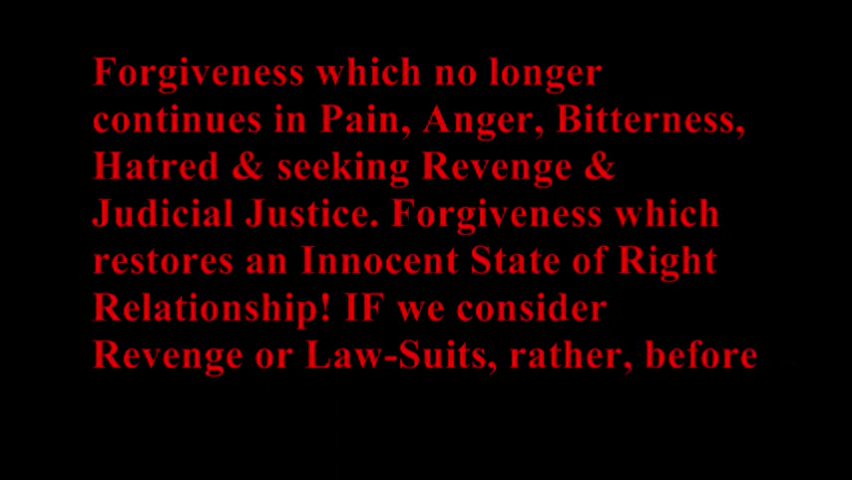 Forgiveness which no longer
continues in Pain, Anger, Bitterness,
Hatred & seeking Revenge &
Judicial Justice. Forgiveness which
restores an Innocent State of Right
Relationship! IF we consider
Revenge or Law-Suits, rather, before